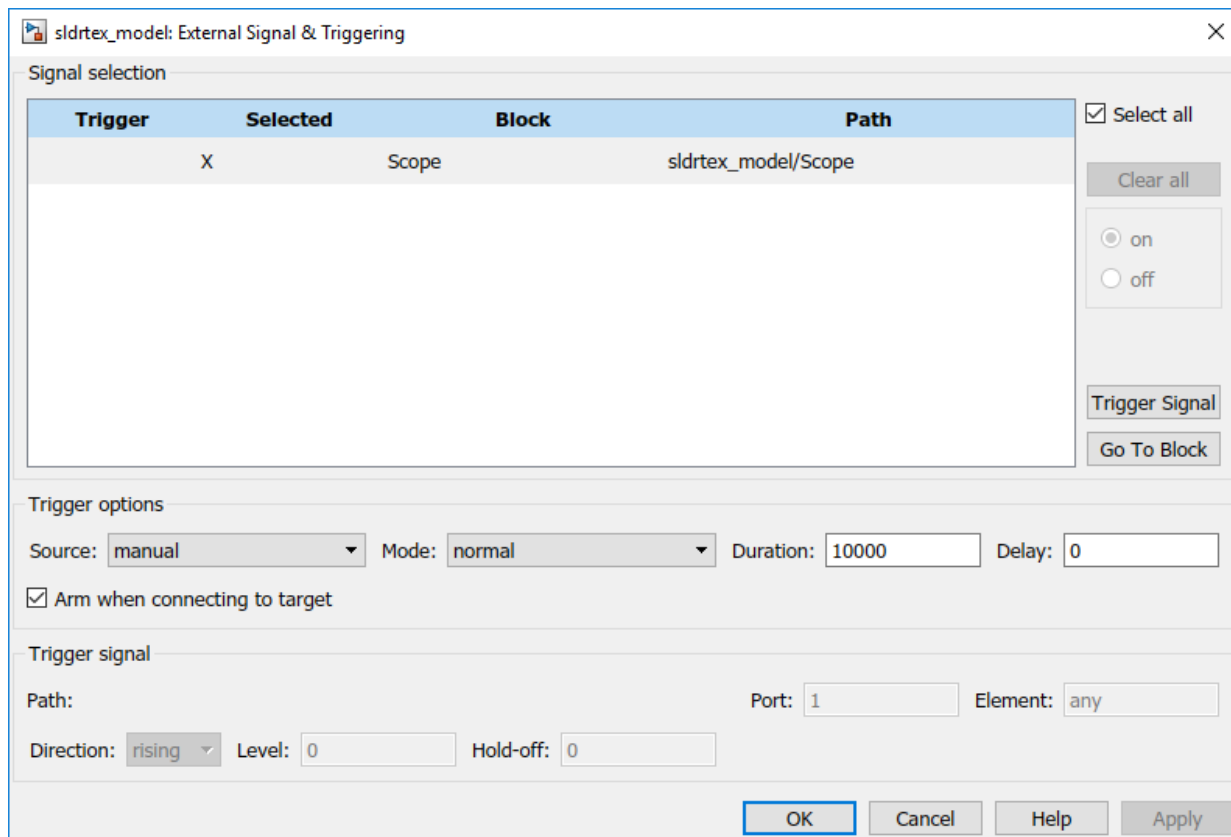 sldrtex_model: External Signal & Triggering
Signal selection
Trigger Selected Block Path
X Scope sldrtex_model/Scope
Select all
Clear all
on
off
Trigger Signal
Go To Block
Trigger options
Source: manual Mode: normal Duration: 10000 Delay: 0
Arm when connecting to target
Trigger signal
Path: Port: 1 Element: any
Direction: rising Level: 0 Hold-off: 0
OK Cancel Help Apply